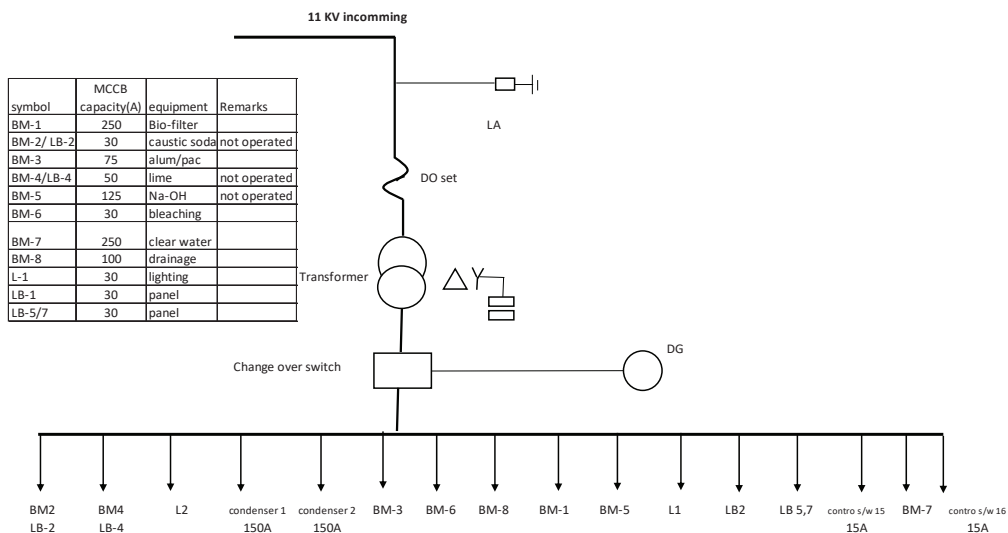 11 KV incomming
MCCB
symbol capacity(A) equipment Remarks
BM-1 250 Bio-filter
BM-2/ LB-2 30 caustic soda not operated
BM-3 75 alum/pac
BM-4/LB-4 50 lime not operated
BM-5 125 Na-OH not operated
BM-6 30 bleaching
BM-7 250 clear water
BM-8 100 drainage
L-1 30 lighting
LB-1 30 panel
LB-5/7 30 panel
LA
DO set
Transformer
DG
Change over switch
BM2 BM4 L2 condenser 1 condenser 2 BM-3 BM-6 BM-8 BM-1 BM-5 L1 LB2 LB 5,7 contro s/w 15 BM-7 contro s/w 16
LB-2 LB-4 150A 150A 15A 15A